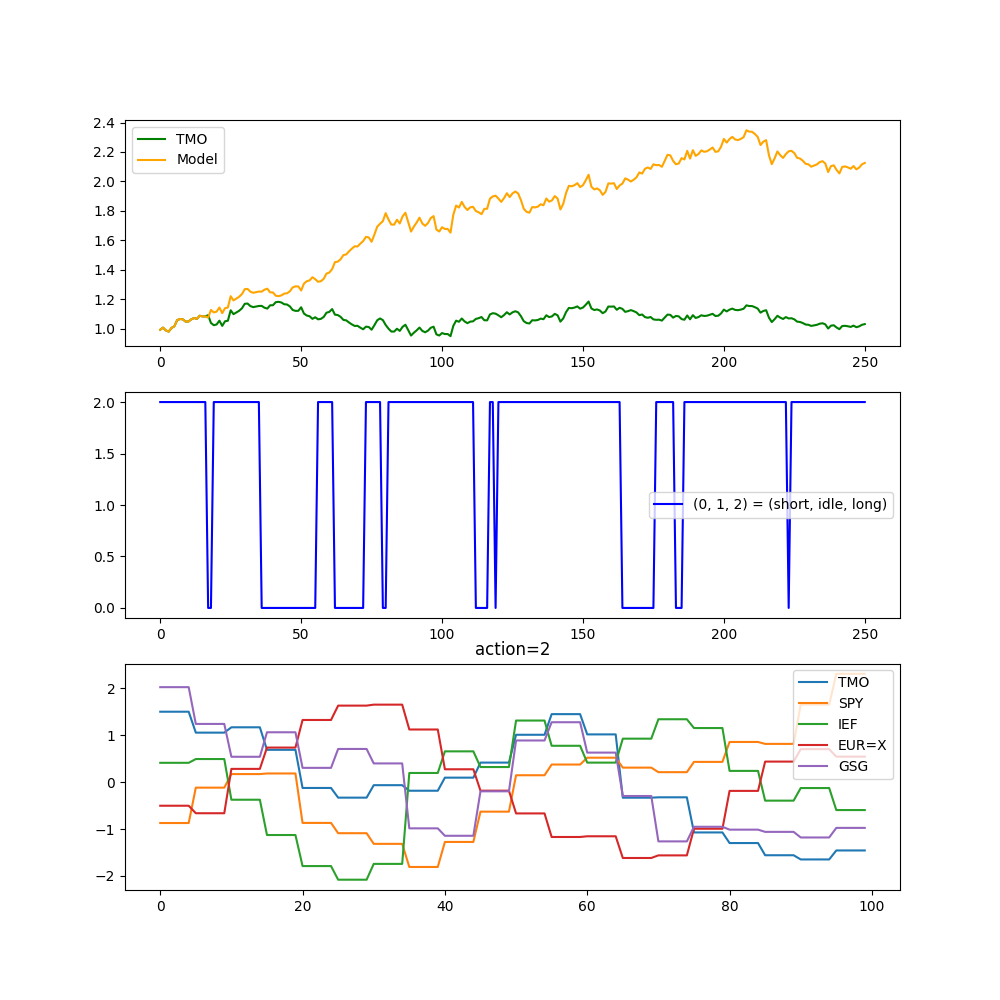 2.4
2.2
2.0
1.8
1.6
1.4
1.2
1.0
TMO
Model
0 50 100 150 200 250
2.0
1.5
1.0
0.5
0.0
(0, 1, 2) = (short, idle, long)
0 50 100 150 200 250
action=2
2
1
0
−1
−2
TMO
SPY
IEF
EUR=X
GSG
0 20 40 60 80 100